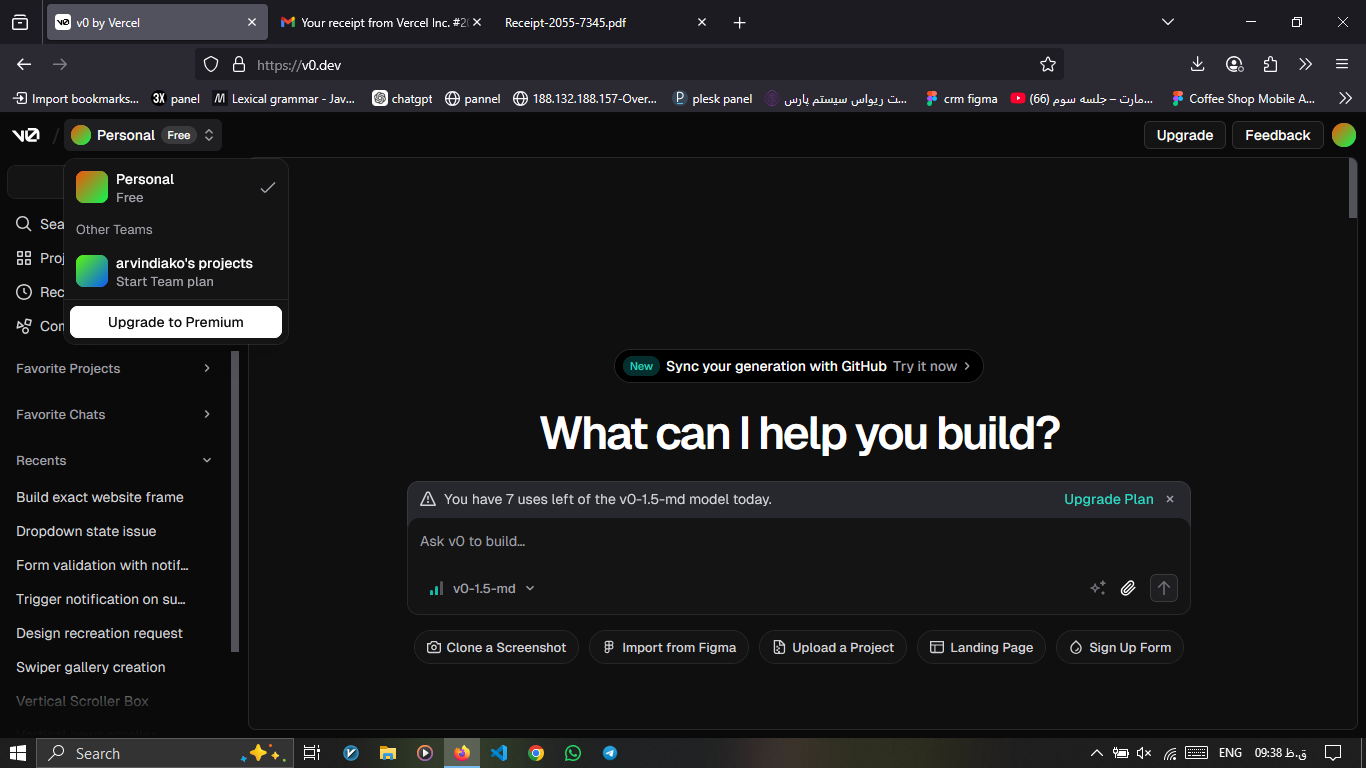 v0 by Vercel
Your receipt from Vercel Inc. #20
Receipt-2055-7345.pdf
https://v0.dev
Import bookmarks...
3X panel
Lexical grammar - Jav...
chatgpt
pannel
188.132.188.157-Over...
P plesk panel
ت ریواس سیستم پارس...
crm figma
مارت – جلسه سوم (66)...
Coffee Shop Mobile A...
v0 / Personal Free
Upgrade
Feedback
Personal
Free
Other Teams
arvindiako's projects
Start Team plan
Upgrade to Premium
Sea
Proj
Rec
Con
Favorite Projects
Favorite Chats
Recents
Build exact website frame
Dropdown state issue
Form validation with notif...
Trigger notification on su...
Design recreation request
Swiper gallery creation
Vertical Scroller Box
New Sync your generation with GitHub Try it now
What can I help you build?
You have 7 uses left of the v0-1.5-md model today.
Upgrade Plan
Ask v0 to build...
v0-1.5-md
Clone a Screenshot
Import from Figma
Upload a Project
Landing Page
Sign Up Form
Search
ENG
09:38 ق.ظ